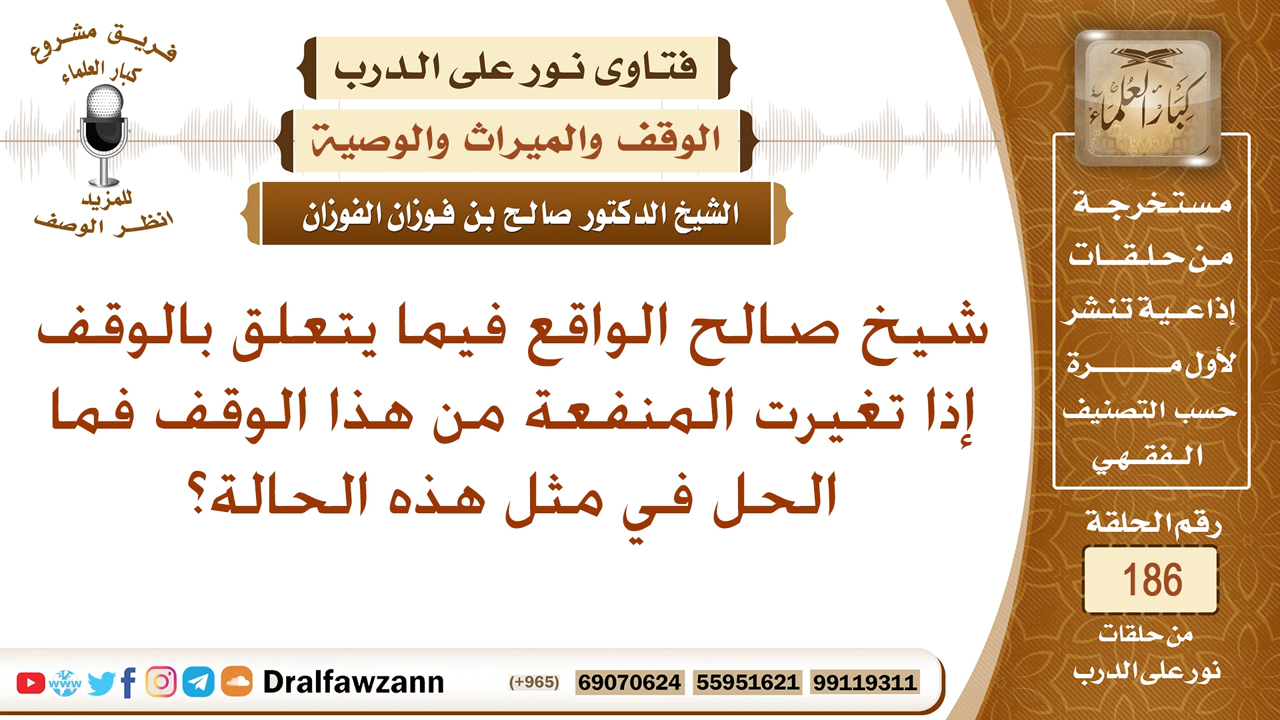 فريق مشروع
كبار العلماء
للمزيد
انظر الوصف
فتاوى نور على الدرب
الوقف والميراث والوصية
الشيخ الدكتور صالح بن فوزان الفوزان
شيخ صالح الواقع فيما يتعلق بالوقف
إذا تغيرت المنفعة من هذا الوقف فما
الحل في مثل هذه الحالة؟
كبار العلماء
مستخرجة
من حلقات
إذاعية تنشر
لأول مرة
حسب التصنيف
الفقهي
رقم الحلقة
186
من حلقات
نور على الدرب
www
Dralfawzann
(+965) 69070624 55951621 99119311